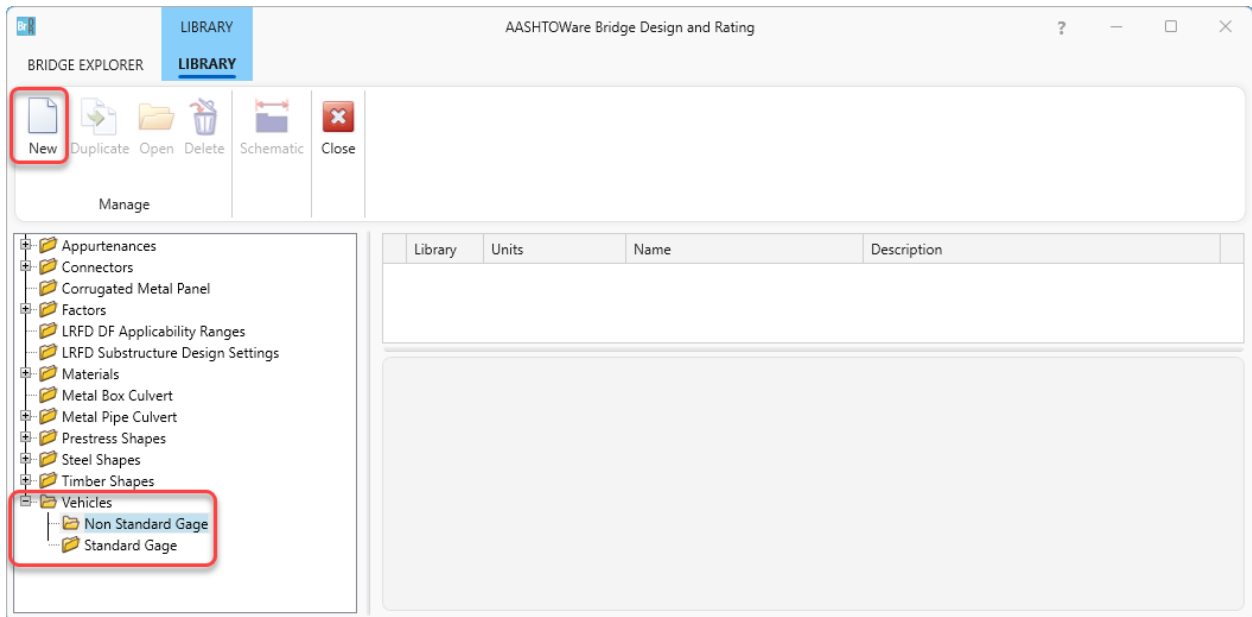 Br R LIBRARY AASHTOWare Bridge Design and Rating ?
BRIDGE EXPLORER LIBRARY
New Duplicate Open Delete Schematic Close
Manage
Appurtenances
Connectors
Corrugated Metal Panel
Factors
LRFD DF Applicability Ranges
LRFD Substructure Design Settings
Materials
Metal Box Culvert
Metal Pipe Culvert
Prestress Shapes
Steel Shapes
Timber Shapes
Vehicles
Non Standard Gage
Standard Gage
Library Units Name Description